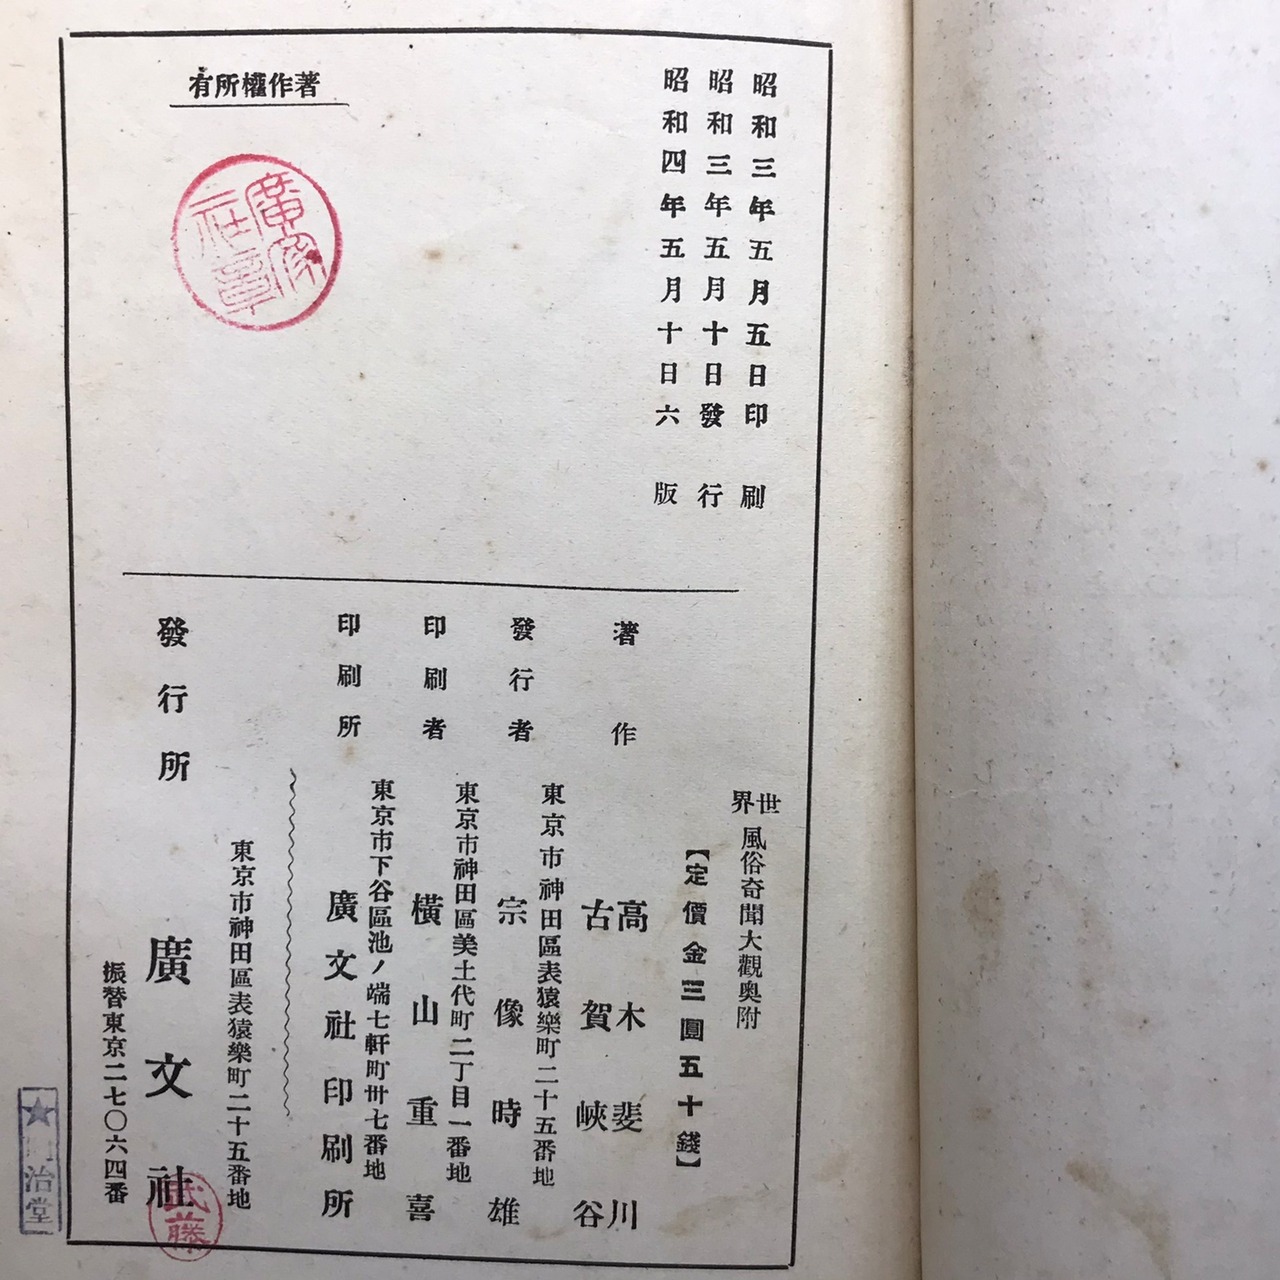 昭和三年五月五日印刷
昭和三年五月十日發行
昭和四年五月十日六版
著作權所有
世界風俗奇聞大觀奥附
【定價金三圓五十錢】
著作
高木斐川
古賀峽谷
發行者
東京市神田區表猿樂町二十五番地
宗像時雄
印刷者
東京市神田區美土代町二丁目一番地
横山重喜
印刷所
東京市下谷區池ノ端七軒町卅七番地
廣文社印刷所
發行所
東京市神田區表猿樂町二十五番地
廣文社
振替東京二七〇六四番
武藤
★明治堂